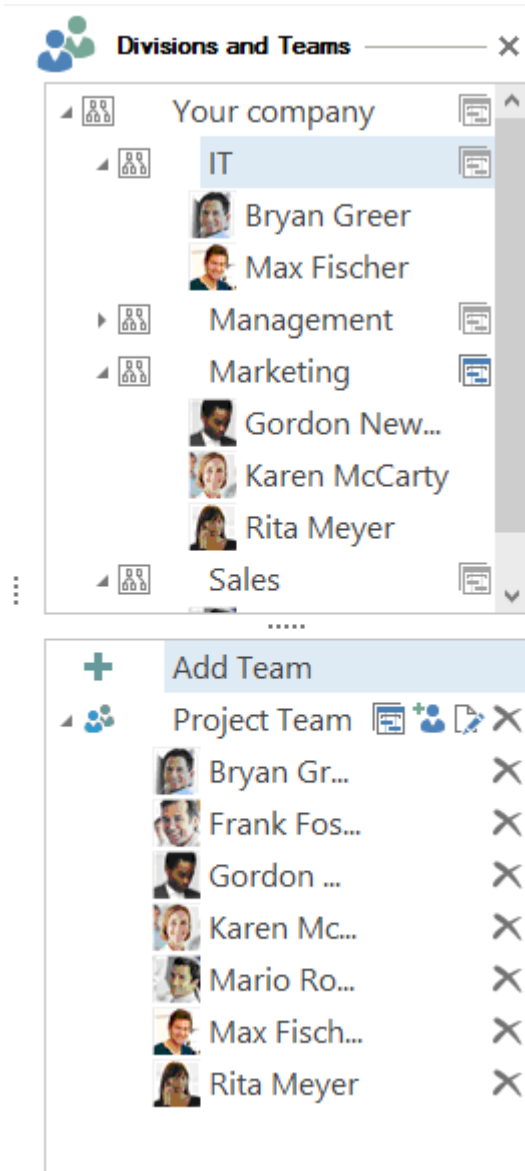 Divisions and Teams
Your company
IT
Bryan Greer
Max Fischer
Management
Marketing
Gordon New...
Karen McCarty
Rita Meyer
Sales
Add Team
Project Team
Bryan Gr...
Frank Fos...
Gordon ...
Karen Mc...
Mario Ro...
Max Fisch...
Rita Meyer